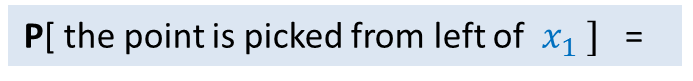 P[ the point is picked from left of x₁ ] =